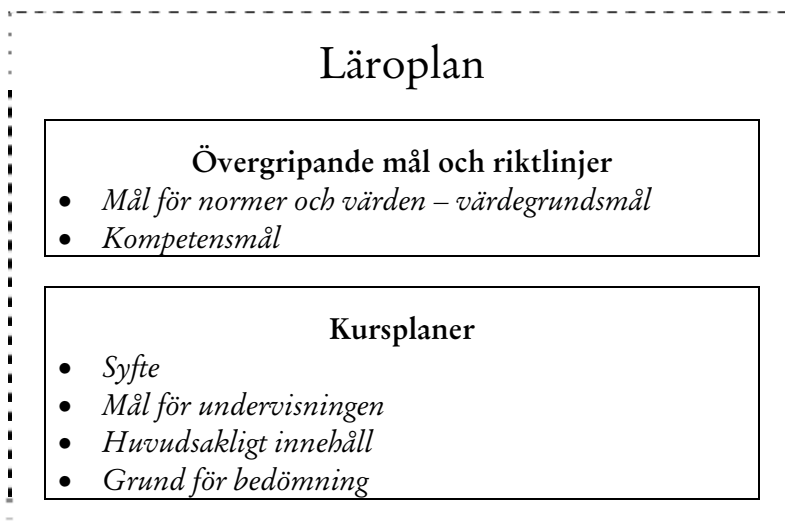 Läroplan
Övergripande mål och riktlinjer
• Mål för normer och värden – värdegrundsmål
• Kompetensmål
Kursplaner
• Syfte
• Mål för undervisningen
• Huvudsakligt innehåll
• Grund för bedömning